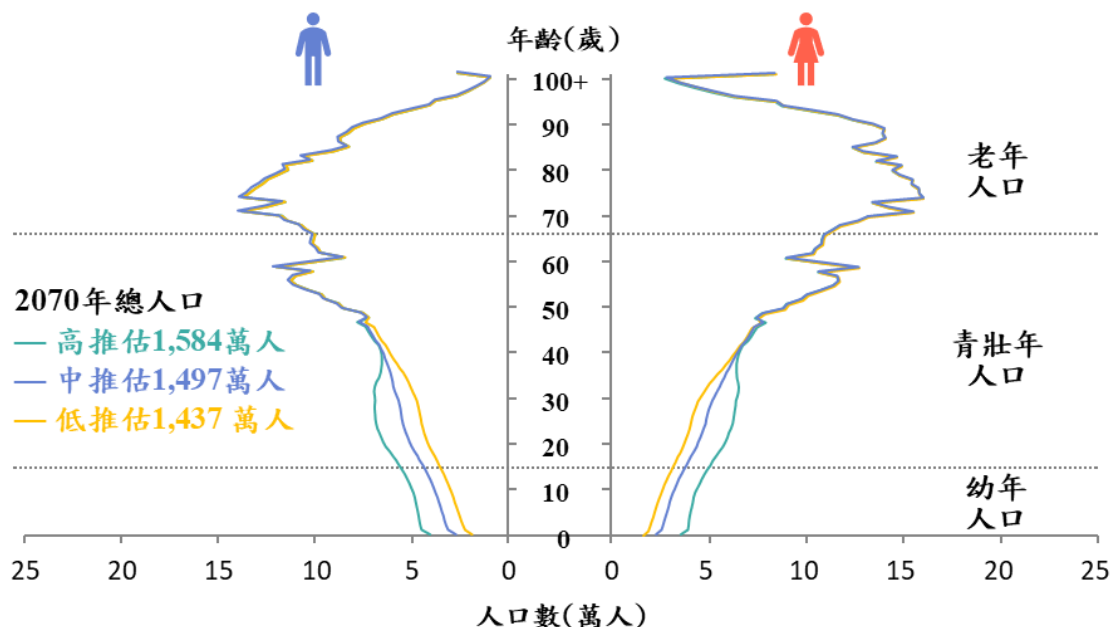 年齡(歲)
100+
90
80
70
60
50
40
30
20
10
0
老年
人口
青壯年
人口
幼年
人口
2070年總人口
高推估1,584萬人
中推估1,497萬人
低推估1,437 萬人
25 20 15 10 5 0 0 5 10 15 20 25
人口數(萬人)